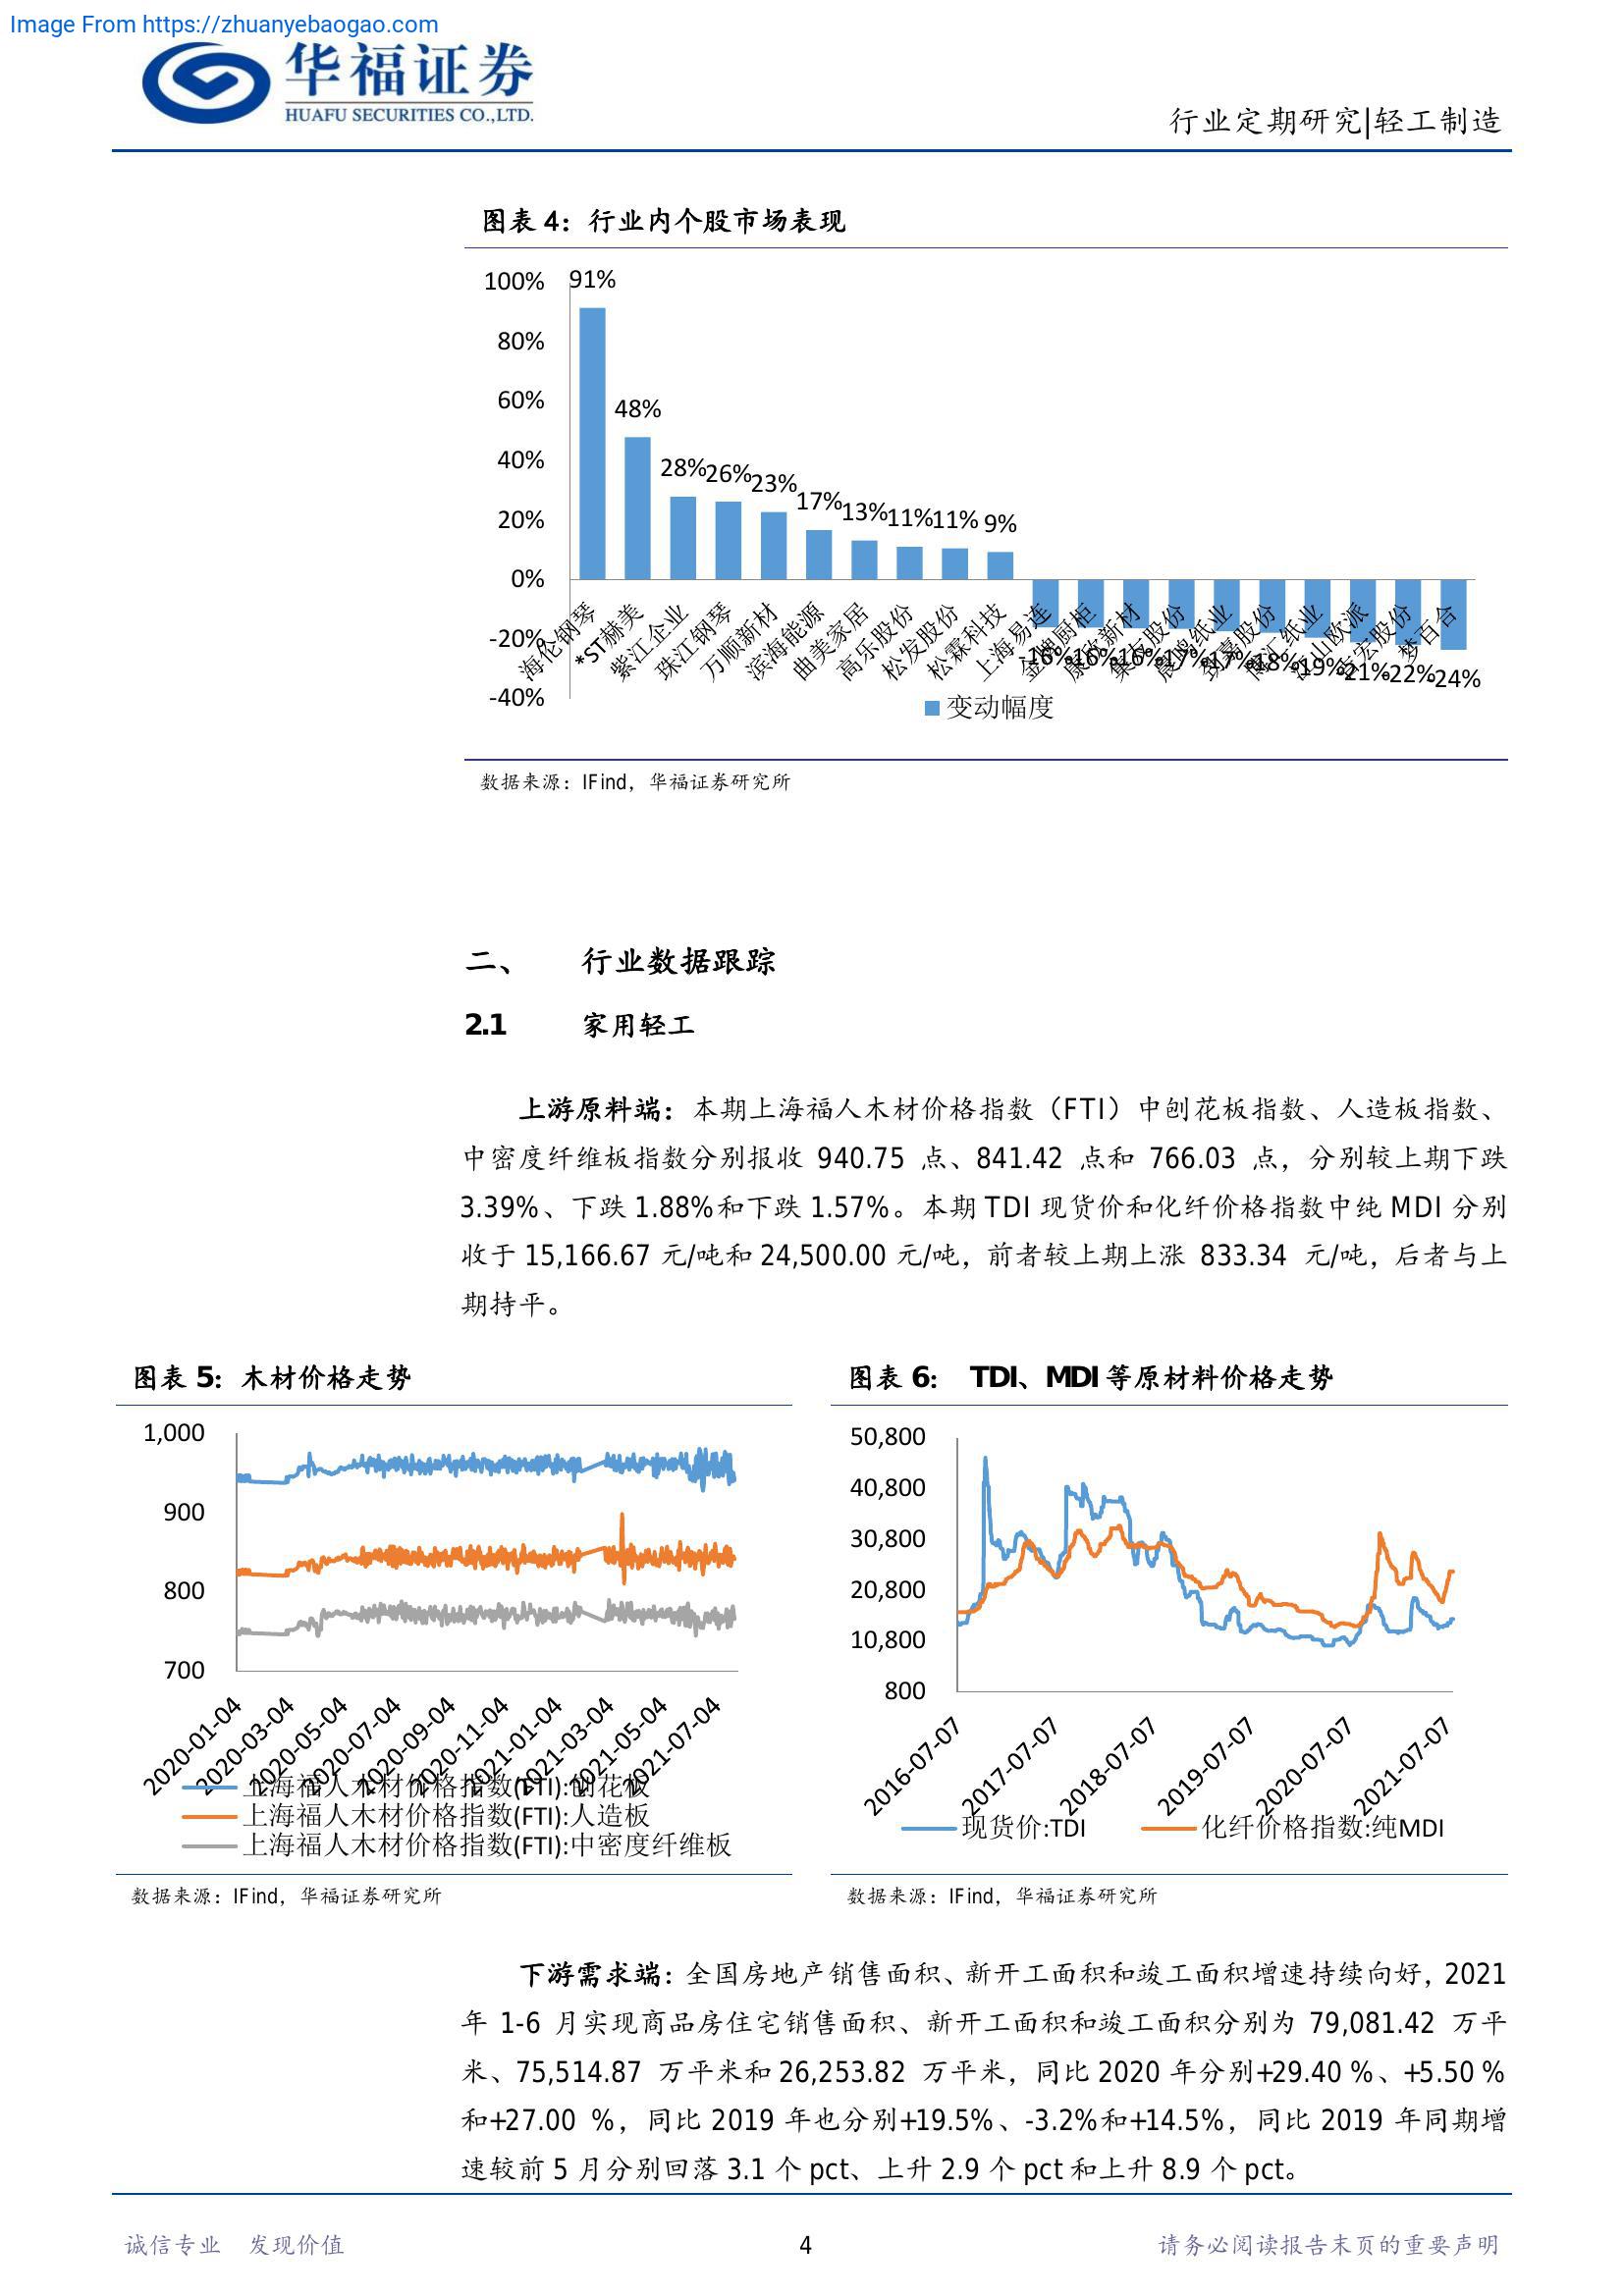 Image From https://zhuanyebaogao.com
华福证券
HUAFU SECURITIES CO.,LTD.
行业定期研究|轻工制造
图表 4：行业内个股市场表现
100%
80%
60%
40%
20%
0%
-20%
-40%
91%
48%
28%
26%
23%
17%
13%
11%
11%
9%
-16%
-16%
-16%
-17%
-17%
-18%
-19%
-21%
-22%
-24%
海伦钢琴
*ST赫美
紫江企业
珠江钢琴
万顺新材
滨海能源
曲美家居
高乐股份
松发股份
松霖科技
上海易连
金牌厨柜
康欣新材
集友股份
晨鸣纸业
劲嘉股份
江山欧派
梦百合
变动幅度
数据来源：IFind，华福证券研究所
二、 行业数据跟踪
2.1 家用轻工
上游原料端：本期上海福人木材价格指数（FTI）中刨花板指数、人造板指数、
中密度纤维板指数分别报收 940.75 点、841.42 点和 766.03 点，分别较上期下跌
3.39%、下跌 1.88%和下跌 1.57%。本期 TDI 现货价和化纤价格指数中纯 MDI 分别
收于 15,166.67 元/吨和 24,500.00 元/吨，前者较上期上涨 833.34 元/吨，后者与上
期持平。
图表 5：木材价格走势
1,000
900
800
700
2020-01-04
2020-03-04
2020-05-04
2020-07-04
2020-09-04
2020-11-04
2021-01-04
2021-03-04
2021-05-04
2021-07-04
上海福人木材价格指数(FTI):刨花板
上海福人木材价格指数(FTI):人造板
上海福人木材价格指数(FTI):中密度纤维板
数据来源：IFind，华福证券研究所
图表 6： TDI、MDI 等原材料价格走势
50,800
40,800
30,800
20,800
10,800
800
2016-07-07
2017-07-07
2018-07-07
2019-07-07
2020-07-07
2021-07-07
现货价:TDI
化纤价格指数:纯MDI
数据来源：IFind，华福证券研究所
下游需求端：全国房地产销售面积、新开工面积和竣工面积增速持续向好，2021
年 1-6 月实现商品房住宅销售面积、新开工面积和竣工面积分别为 79,081.42 万平
米、75,514.87 万平米和 26,253.82 万平米，同比 2020 年分别+29.40 %、+5.50 %
和+27.00 %，同比 2019 年也分别+19.5%、-3.2%和+14.5%，同比 2019 年同期增
速较前 5 月分别回落 3.1 个 pct、上升 2.9 个 pct 和上升 8.9 个 pct。
诚信专业 发现价值
4
请务必阅读报告末页的重要声明